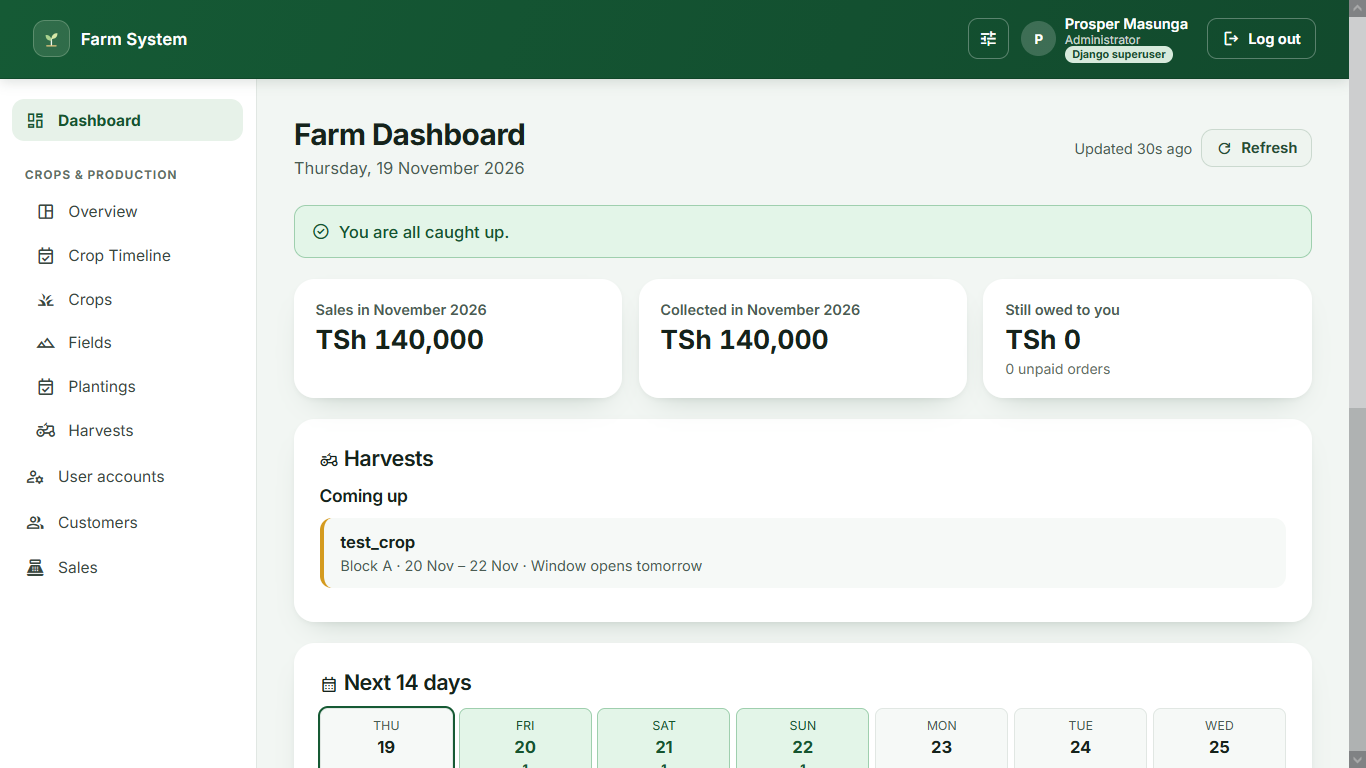 Farm System
P
Prosper Masunga
Administrator
Django superuser
Log out
Dashboard
CROPS & PRODUCTION
Overview
Crop Timeline
Crops
Fields
Plantings
Harvests
User accounts
Customers
Sales
Farm Dashboard
Thursday, 19 November 2026
Updated 30s ago
Refresh
You are all caught up.
Sales in November 2026
TSh 140,000
Collected in November 2026
TSh 140,000
Still owed to you
TSh 0
0 unpaid orders
Harvests
Coming up
test_crop
Block A · 20 Nov – 22 Nov · Window opens tomorrow
Next 14 days
THU FRI SAT SUN MON TUE WED
19 20 21 22 23 24 25
1 1 1